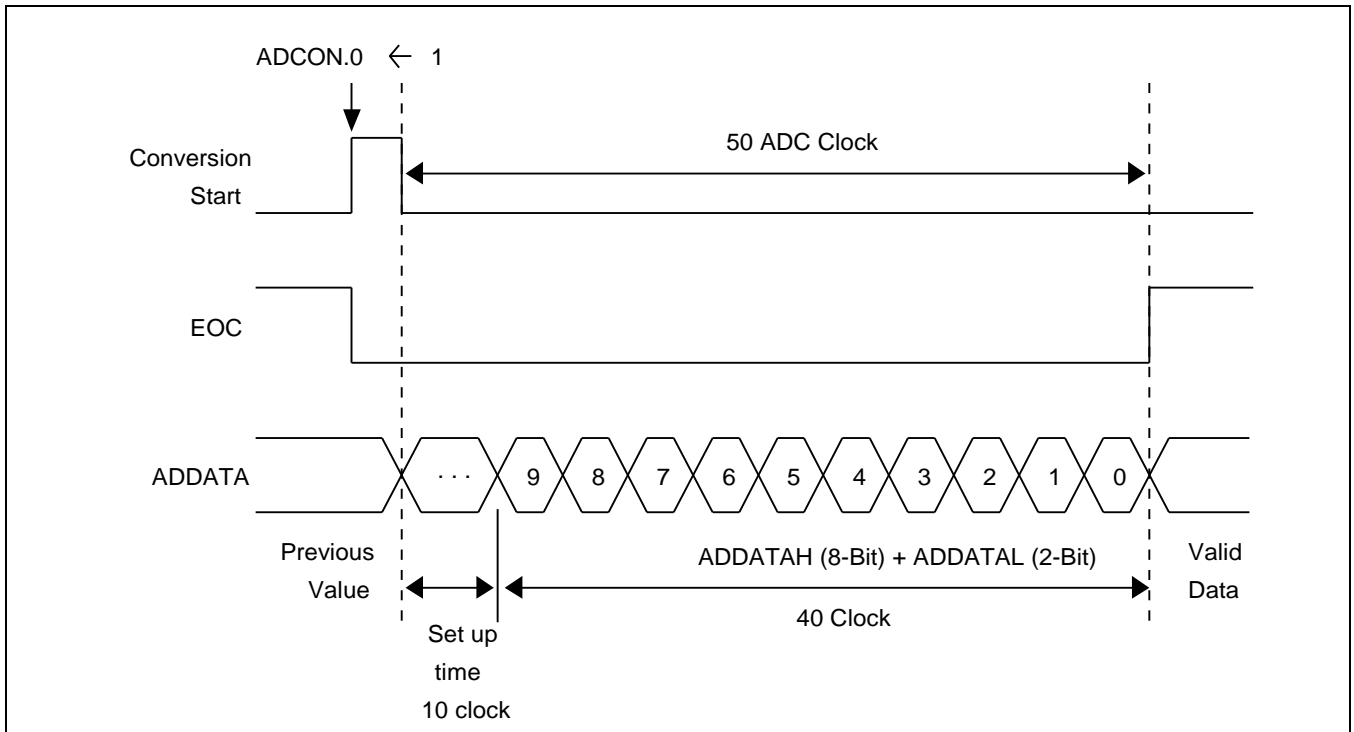 ADCON.0 ← 1
Conversion
Start
50 ADC Clock
EOC
ADDATA
· · · 9 8 7 6 5 4 3 2 1 0
Previous
Value
ADDATAH (8-Bit) + ADDATAL (2-Bit)
Valid
Data
40 Clock
Set up
time
10 clock